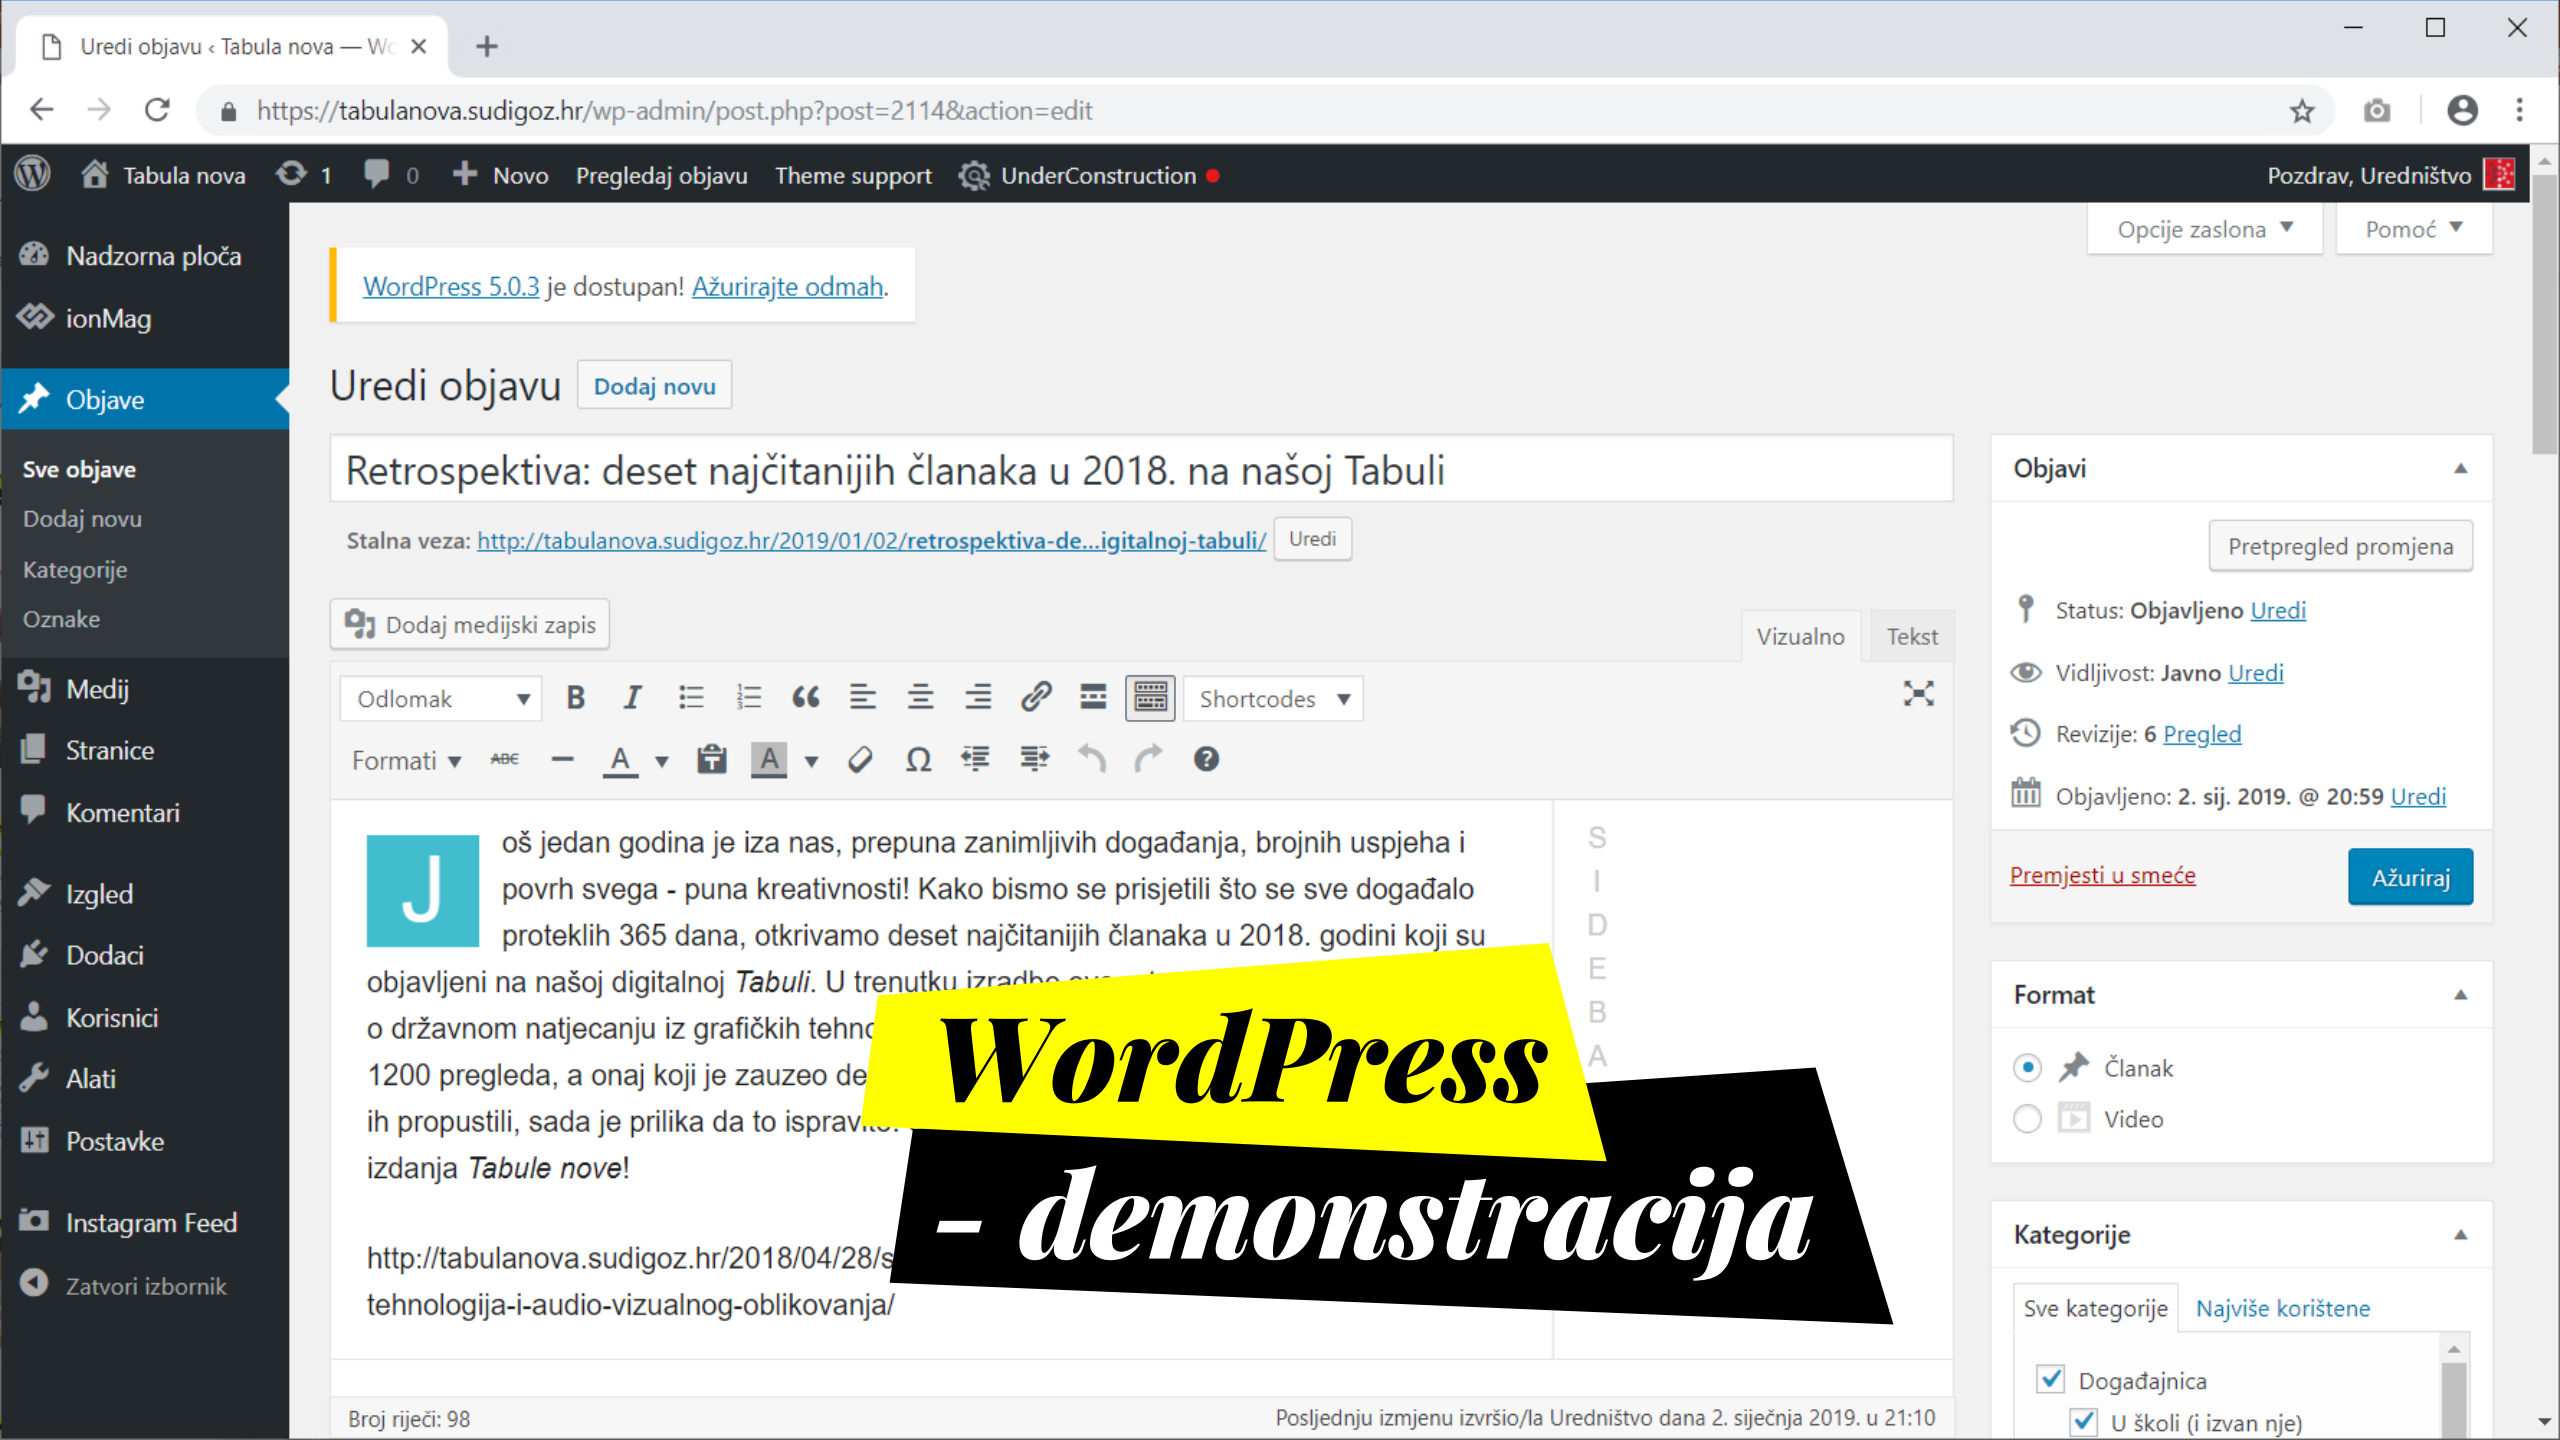 Uredi objavu ‹ Tabula nova — Wo
https://tabulanova.sudigoz.hr/wp-admin/post.php?post=2114&action=edit
Tabula nova 1 0 Novo Pregledaj objavu Theme support UnderConstruction Pozdrav, Uredništvo
Nadzorna ploča
ionMag
Objave
Sve objave
Dodaj novu
Kategorije
Oznake
Medij
Stranice
Komentari
Izgled
Dodaci
Korisnici
Alati
Postavke
Instagram Feed
Zatvori izbornik
Opcije zaslona Pomoć
WordPress 5.0.3 je dostupan! Ažurirajte odmah.
Uredi objavu Dodaj novu
Retrospektiva: deset najčitanijih članaka u 2018. na našoj Tabuli
Stalna veza: http://tabulanova.sudigoz.hr/2019/01/02/retrospektiva-de...igitalnoj-tabuli/ Uredi
Dodaj medijski zapis Vizualno Tekst
Odlomak B I Shortcodes
Formati ABC A A Ω
J oš jedan godina je iza nas, prepuna zanimljivih događanja, brojnih uspjeha i
povrh svega - puna kreativnosti! Kako bismo se prisjetili što se sve događalo
proteklih 365 dana, otkrivamo deset najčitanijih članaka u 2018. godini koji su
objavljeni na našoj digitalnoj Tabuli. U trenutku izradbe
o državnom natjecanju iz grafičkih tehno
1200 pregleda, a onaj koji je zauzeo de
ih propustili, sada je prilika da to ispravite!
izdanja Tabule nove!
http://tabulanova.sudigoz.hr/2018/04/28/s
tehnologija-i-audio-vizualnog-oblikovanja/
S
I
D
E
B
A
WordPress
- demonstracija
Broj riječi: 98 Posljednju izmjenu izvršio/la Uredništvo dana 2. siječnja 2019. u 21:10
Objavi
Pretpregled promjena
Status: Objavljeno Uredi
Vidljivost: Javno Uredi
Revizije: 6 Pregled
Objavljeno: 2. sij. 2019. @ 20:59 Uredi
Premjesti u smeće Ažuriraj
Format
Članak
Video
Kategorije
Sve kategorije Najviše korištene
Događajnica
U školi (i izvan nje)